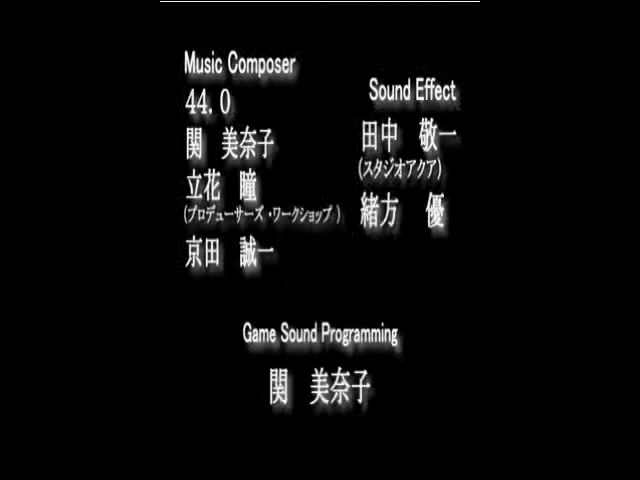 Music Composer
44.0
関　美奈子
立花　瞳
(プロデューサーズ・ワークショップ)
京田　誠一
Sound Effect
田中　敬一
(スタジオアクア)
緒方　優
Game Sound Programming
関　美奈子